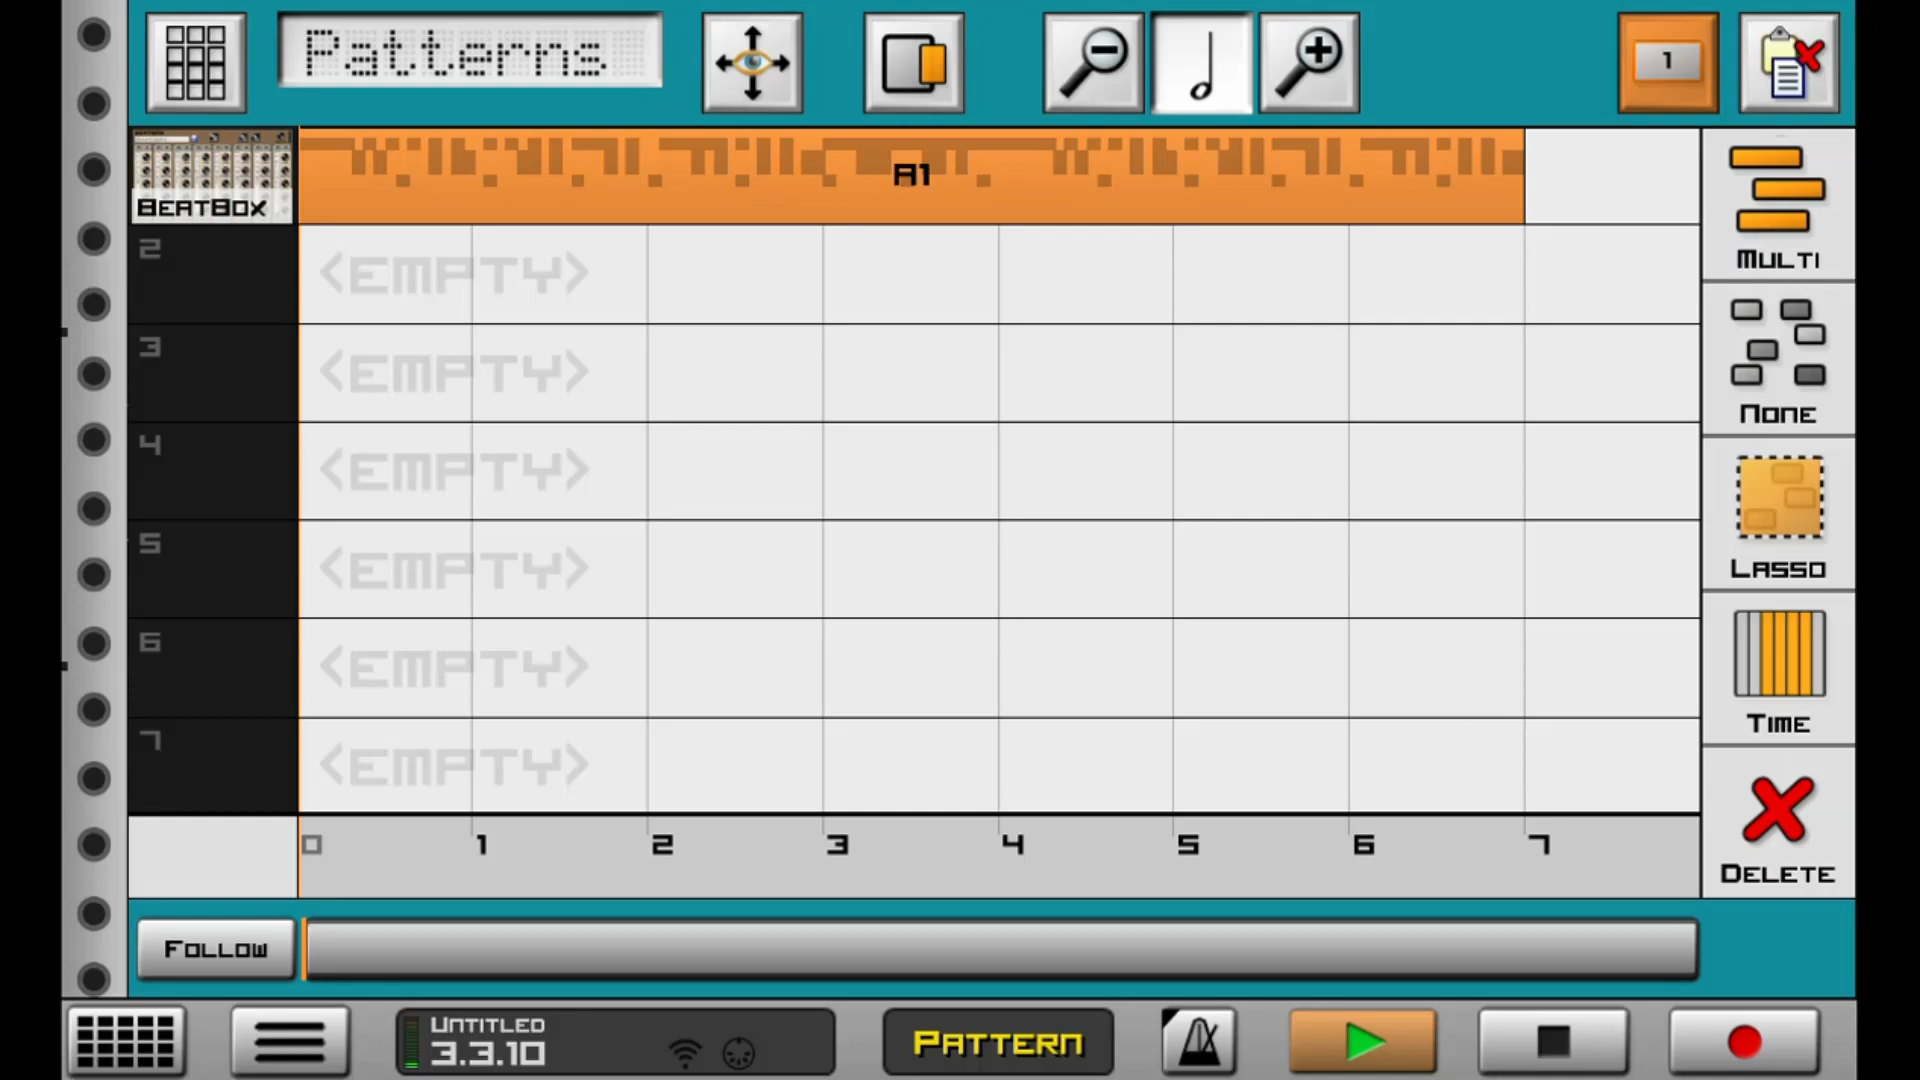 Patterns
1
BEATBOX
A1
2
<EMPTY>
3
<EMPTY>
4
<EMPTY>
5
<EMPTY>
6
<EMPTY>
7
<EMPTY>
0 1 2 3 4 5 6 7
MULTI
NONE
LASSO
TIME
DELETE
FOLLOW
UNTITLED
3.3.10
PATTERN